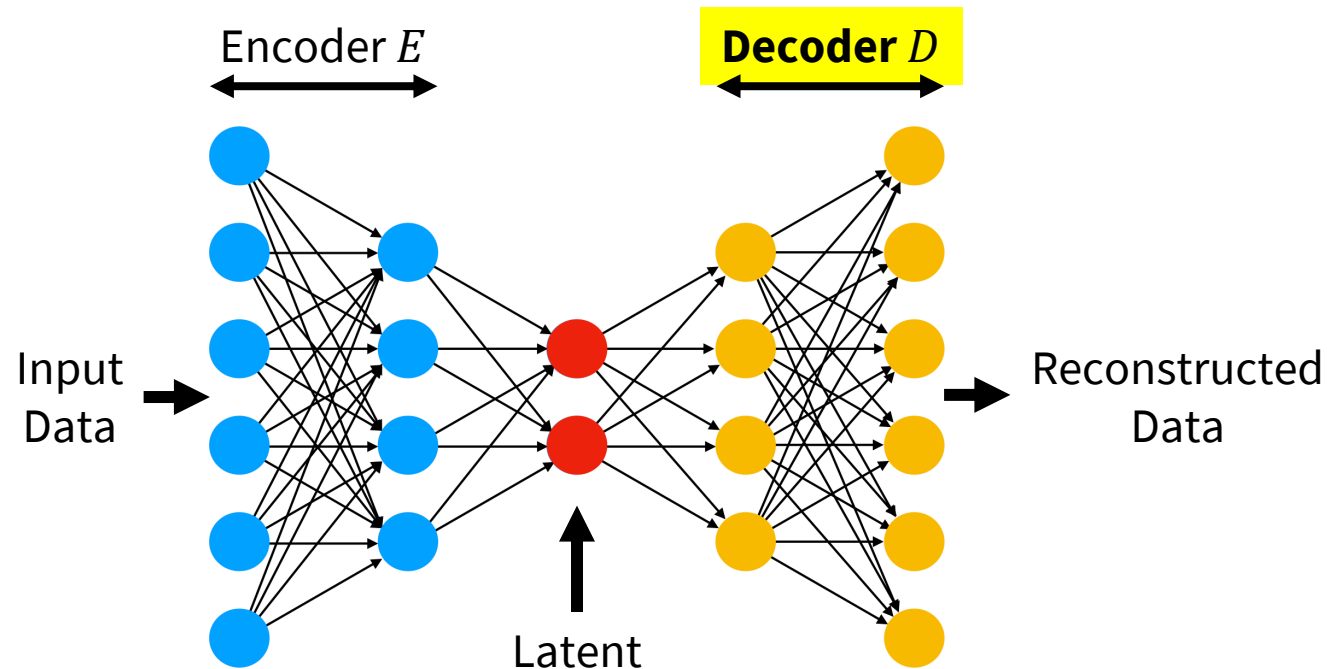 Encoder E
Decoder D
Input
Data
Reconstructed
Data
Latent